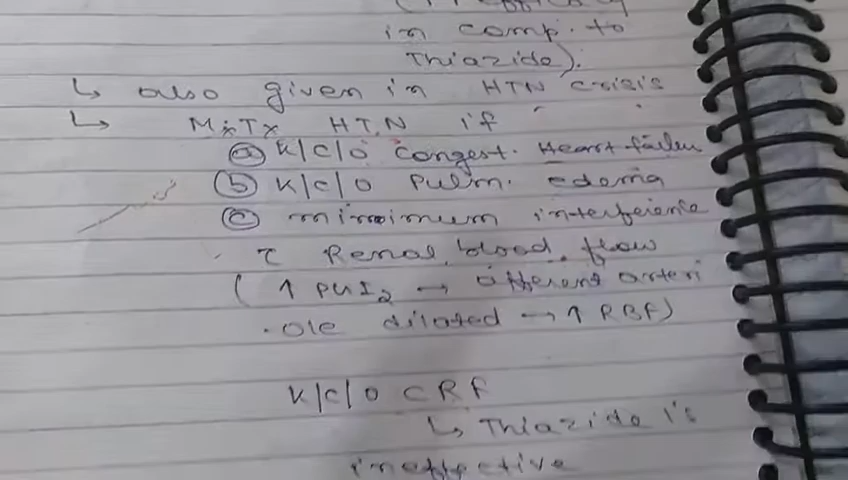 in comp. to
Thiazide).
↳ also given in HTN crisis
↳ MxTx HTN if
ⓐ K/C/O Congest. Heart failure
ⓑ K/C/O Pulm. edema
ⓒ minimum interference
c̄ Renal blood flow
( ↑ PGI₂ → afferent arteri
ole dilated → ↑ RBF)
K/C/O CRF
↳ Thiazide is
ineffective